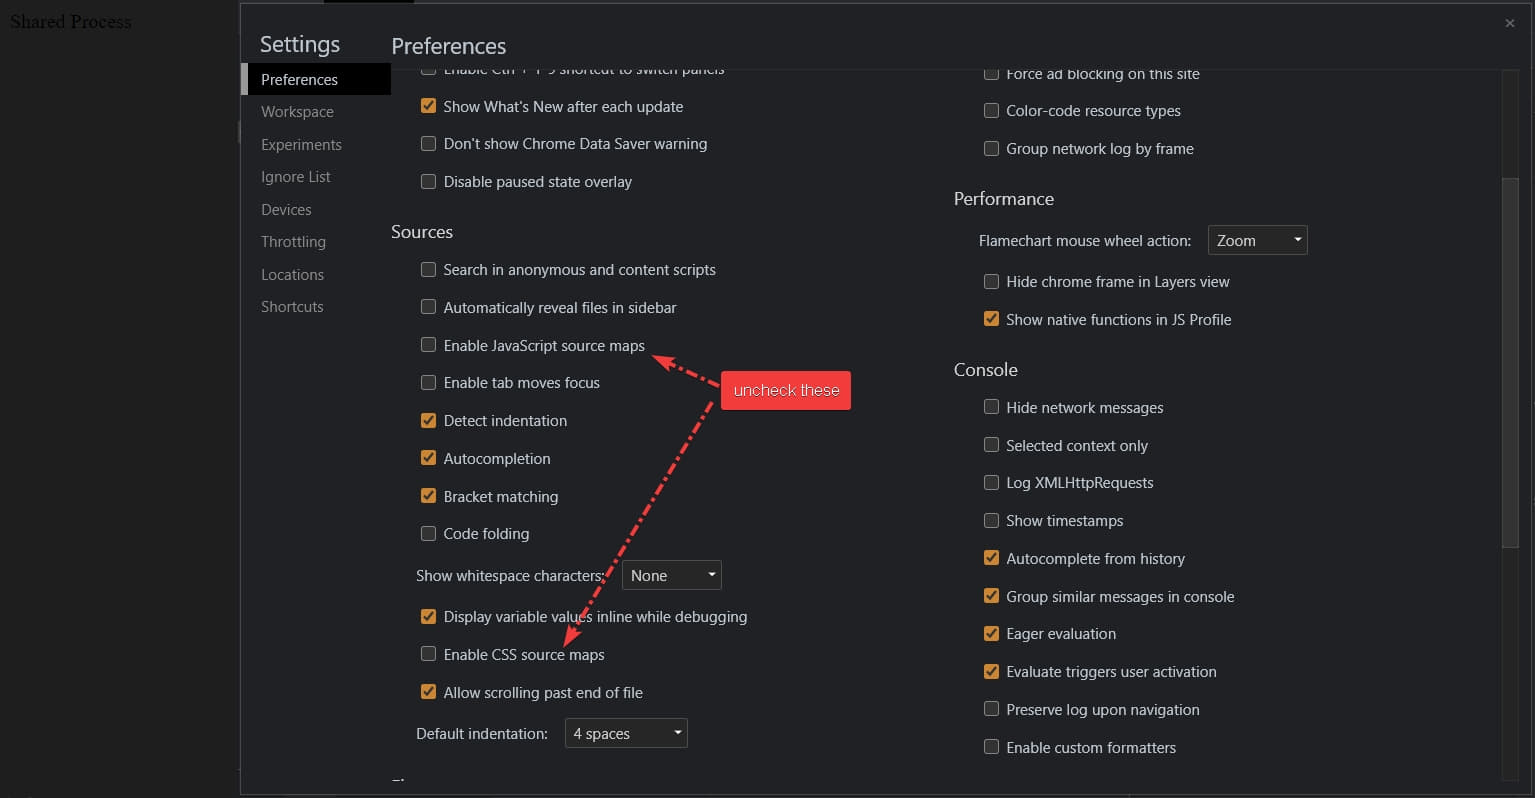 Shared Process
Settings
Preferences
Workspace
Experiments
Ignore List
Devices
Throttling
Locations
Shortcuts
Preferences
Show What's New after each update
Don't show Chrome Data Saver warning
Disable paused state overlay
Sources
Search in anonymous and content scripts
Automatically reveal files in sidebar
Enable JavaScript source maps
uncheck these
Enable tab moves focus
Detect indentation
Autocompletion
Bracket matching
Code folding
Show whitespace characters: None
Display variable values inline while debugging
Enable CSS source maps
Allow scrolling past end of file
Default indentation: 4 spaces
Force ad blocking on this site
Color-code resource types
Group network log by frame
Performance
Flamechart mouse wheel action: Zoom
Hide chrome frame in Layers view
Show native functions in JS Profile
Console
Hide network messages
Selected context only
Log XMLHttpRequests
Show timestamps
Autocomplete from history
Group similar messages in console
Eager evaluation
Evaluate triggers user activation
Preserve log upon navigation
Enable custom formatters